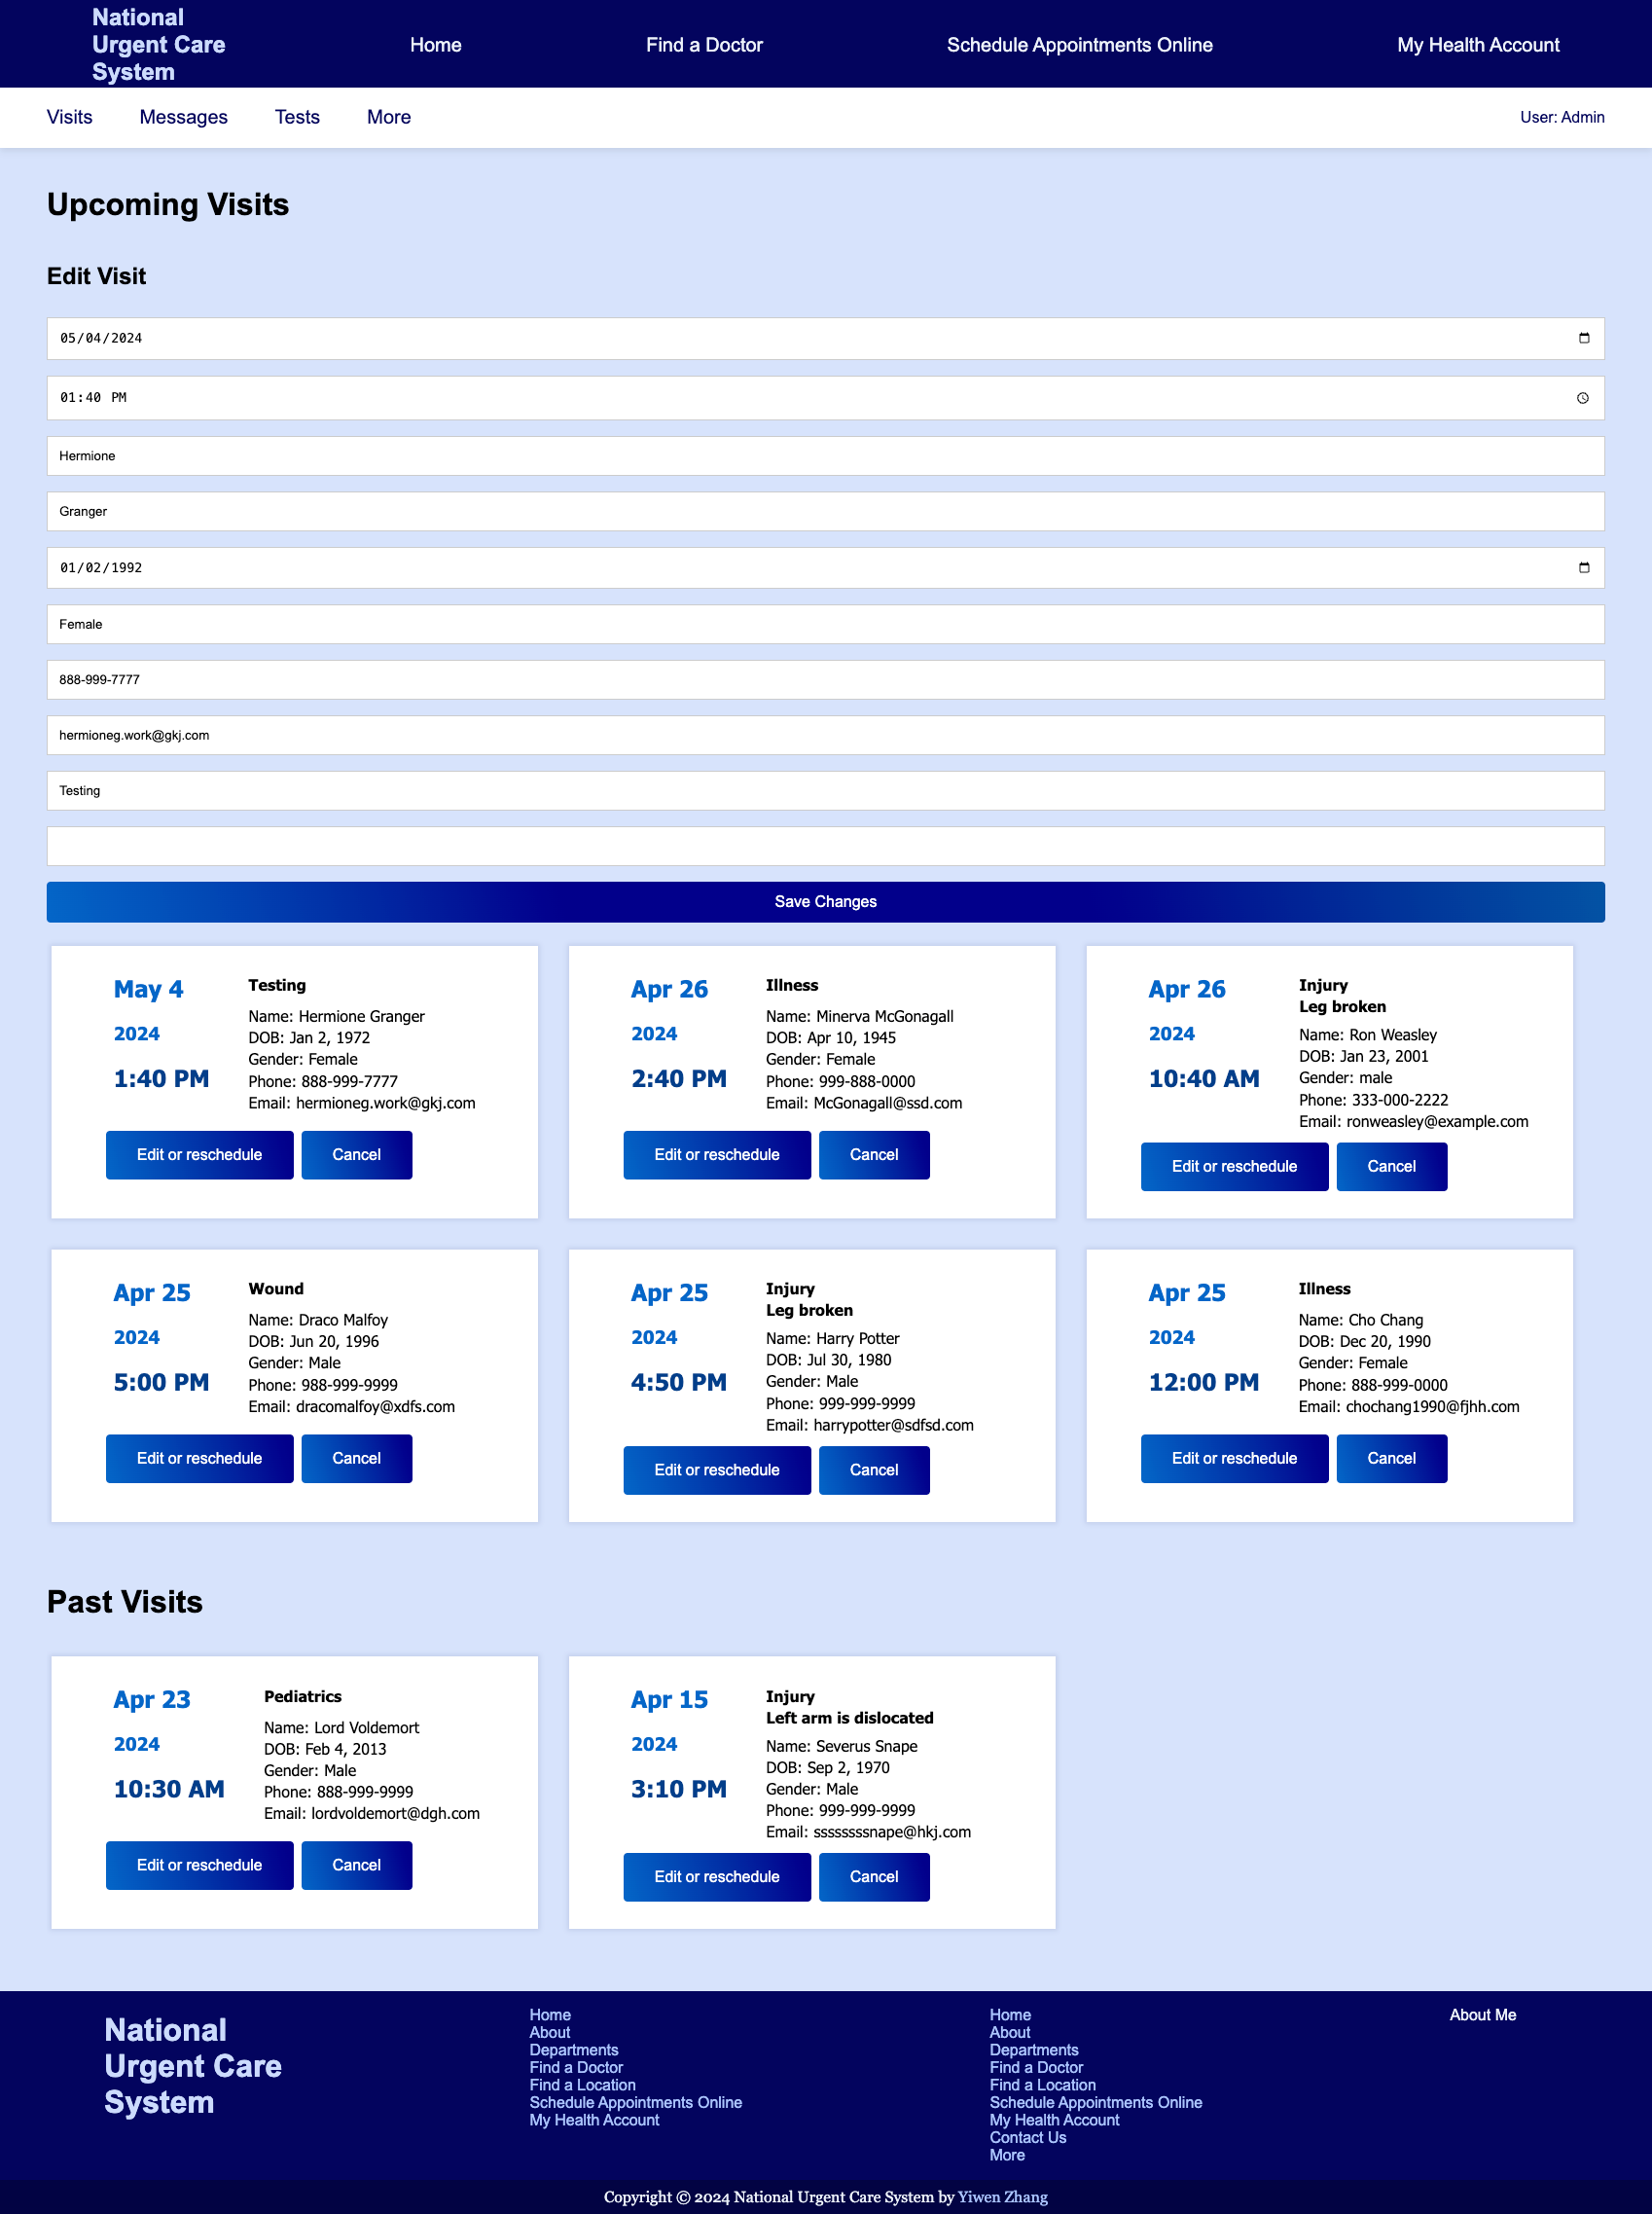 National
Urgent Care
System
Home
Find a Doctor
Schedule Appointments Online
My Health Account
Visits
Messages
Tests
More
User: Admin
Upcoming Visits
Edit Visit
05/04/2024
01:40 PM
Hermione
Granger
01/02/1992
Female
888-999-7777
hermioneg.work@gkj.com
Testing
Save Changes
May 4
2024
1:40 PM
Testing
Name: Hermione Granger
DOB: Jan 2, 1972
Gender: Female
Phone: 888-999-7777
Email: hermioneg.work@gkj.com
Edit or reschedule
Cancel
Apr 26
2024
2:40 PM
Illness
Name: Minerva McGonagall
DOB: Apr 10, 1945
Gender: Female
Phone: 999-888-0000
Email: McGonagall@ssd.com
Edit or reschedule
Cancel
Apr 26
2024
10:40 AM
Injury
Leg broken
Name: Ron Weasley
DOB: Jan 23, 2001
Gender: male
Phone: 333-000-2222
Email: ronweasley@example.com
Edit or reschedule
Cancel
Apr 25
2024
5:00 PM
Wound
Name: Draco Malfoy
DOB: Jun 20, 1996
Gender: Male
Phone: 988-999-9999
Email: dracomalfoy@xdfs.com
Edit or reschedule
Cancel
Apr 25
2024
4:50 PM
Injury
Leg broken
Name: Harry Potter
DOB: Jul 30, 1980
Gender: Male
Phone: 999-999-9999
Email: harrypotter@sdfsd.com
Edit or reschedule
Cancel
Apr 25
2024
12:00 PM
Illness
Name: Cho Chang
DOB: Dec 20, 1990
Gender: Female
Phone: 888-999-0000
Email: chochang1990@fjhh.com
Edit or reschedule
Cancel
Past Visits
Apr 23
2024
10:30 AM
Pediatrics
Name: Lord Voldemort
DOB: Feb 4, 2013
Gender: Male
Phone: 888-999-9999
Email: lordvoldemort@dgh.com
Edit or reschedule
Cancel
Apr 15
2024
3:10 PM
Injury
Left arm is dislocated
Name: Severus Snape
DOB: Sep 2, 1970
Gender: Male
Phone: 999-999-9999
Email: ssssssssnape@hkj.com
Edit or reschedule
Cancel
National
Urgent Care
System
Home
About
Departments
Find a Doctor
Find a Location
Schedule Appointments Online
My Health Account
Home
About
Departments
Find a Doctor
Find a Location
Schedule Appointments Online
My Health Account
Contact Us
More
About Me
Copyright © 2024 National Urgent Care System by Yiwen Zhang